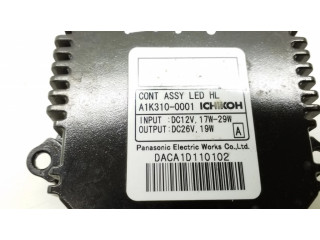 CONT ASSY LED HL
A1K310-0001 ICHIKOH
INPUT :DC12V, 17W-29W
OUTPUT:DC26V, 19W A
Panasonic Electric Works Co., Ltd.
DACA1D110102